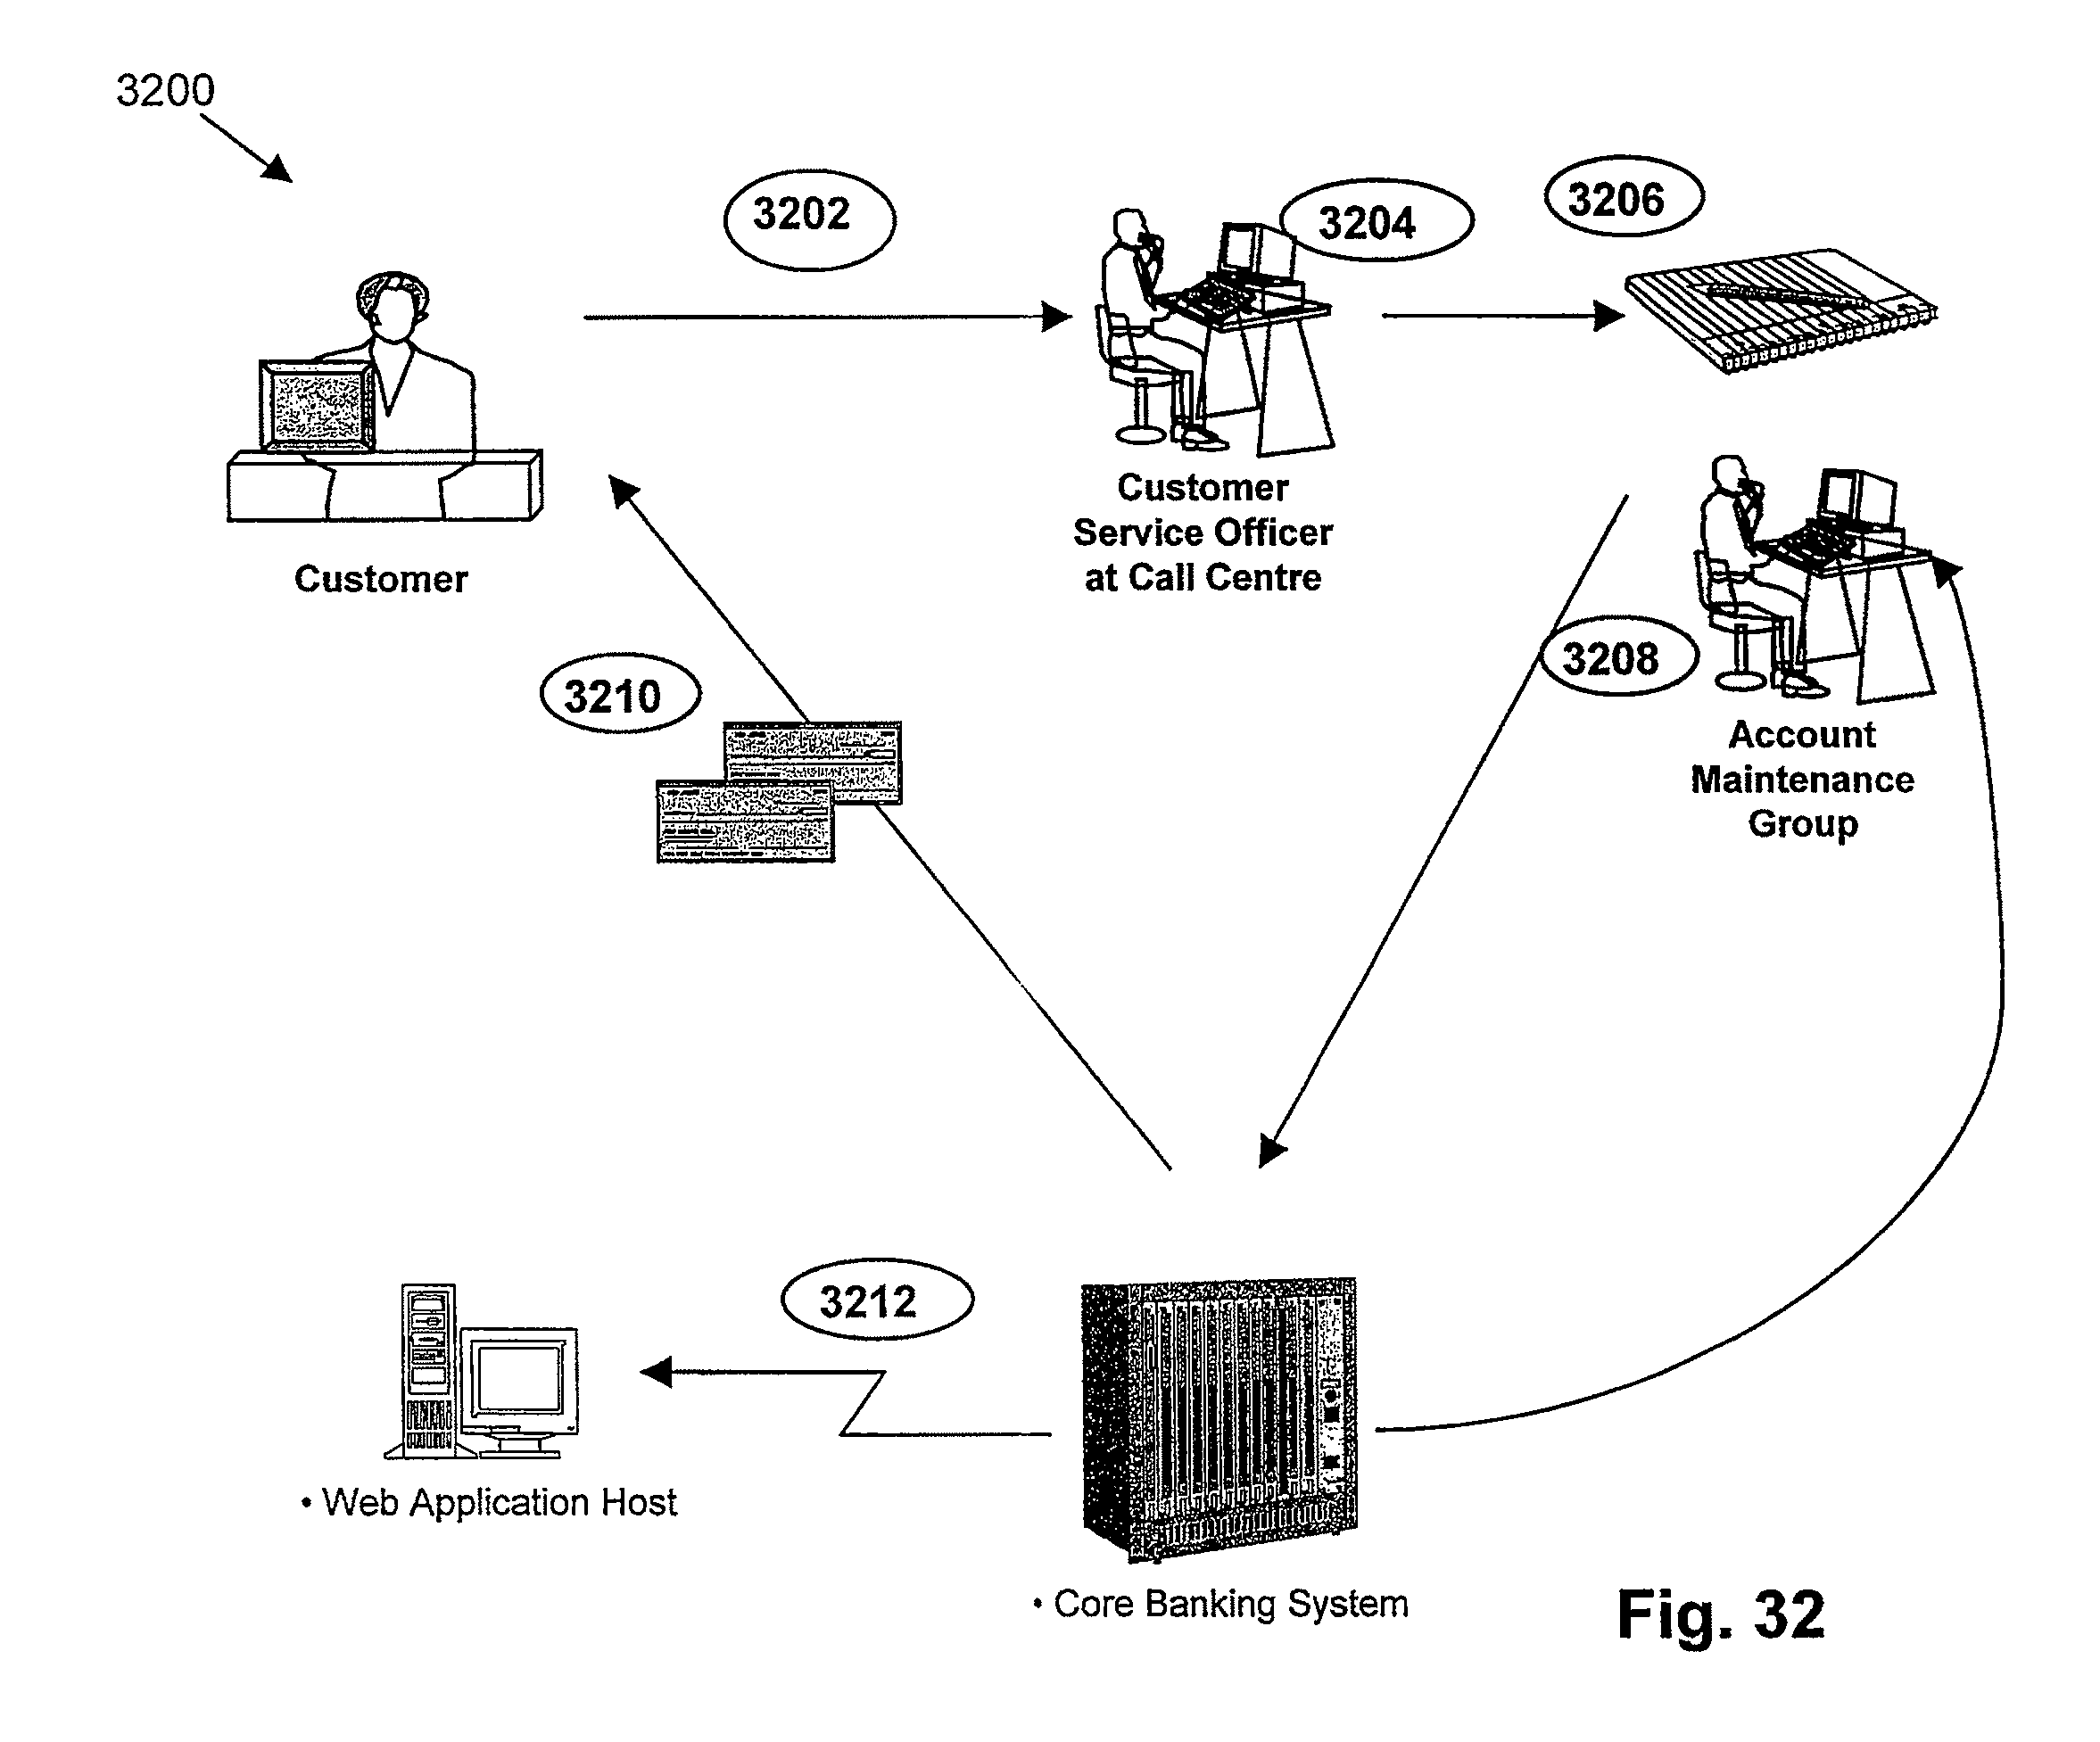 3200
3202
3204
3206
Customer
Customer
Service Officer
at Call Centre
3208
3210
Account
Maintenance
Group
3212
• Web Application Host
• Core Banking System
Fig. 32